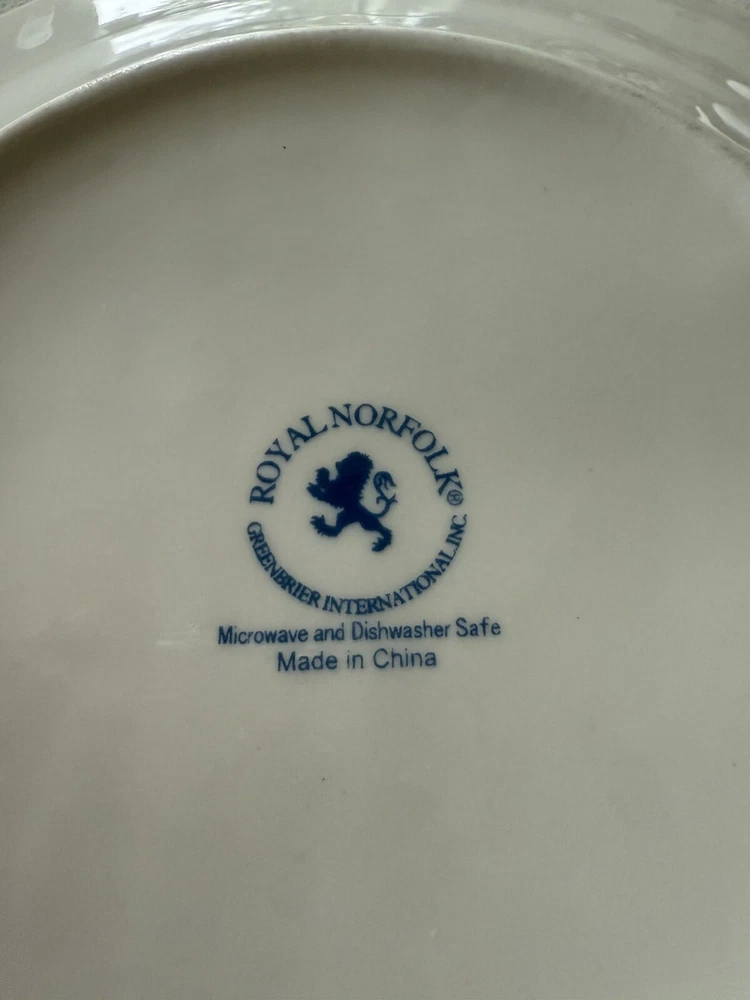 ROYAL NORFOLK®
GREENBRIER INTERNATIONAL, INC.
Microwave and Dishwasher Safe
Made in China